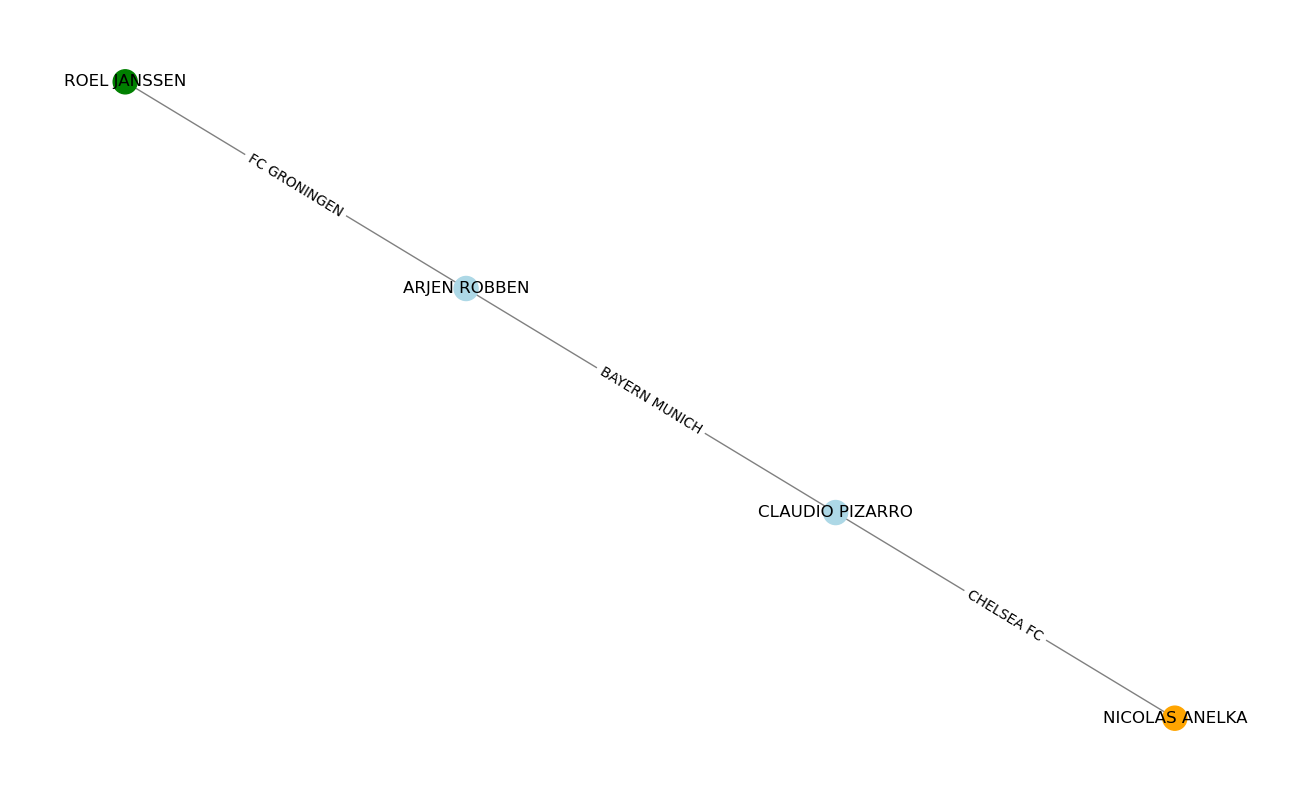 ROEL JANSSEN
FC GRONINGEN
ARJEN ROBBEN
BAYERN MUNICH
CLAUDIO PIZARRO
CHELSEA FC
NICOLAS ANELKA